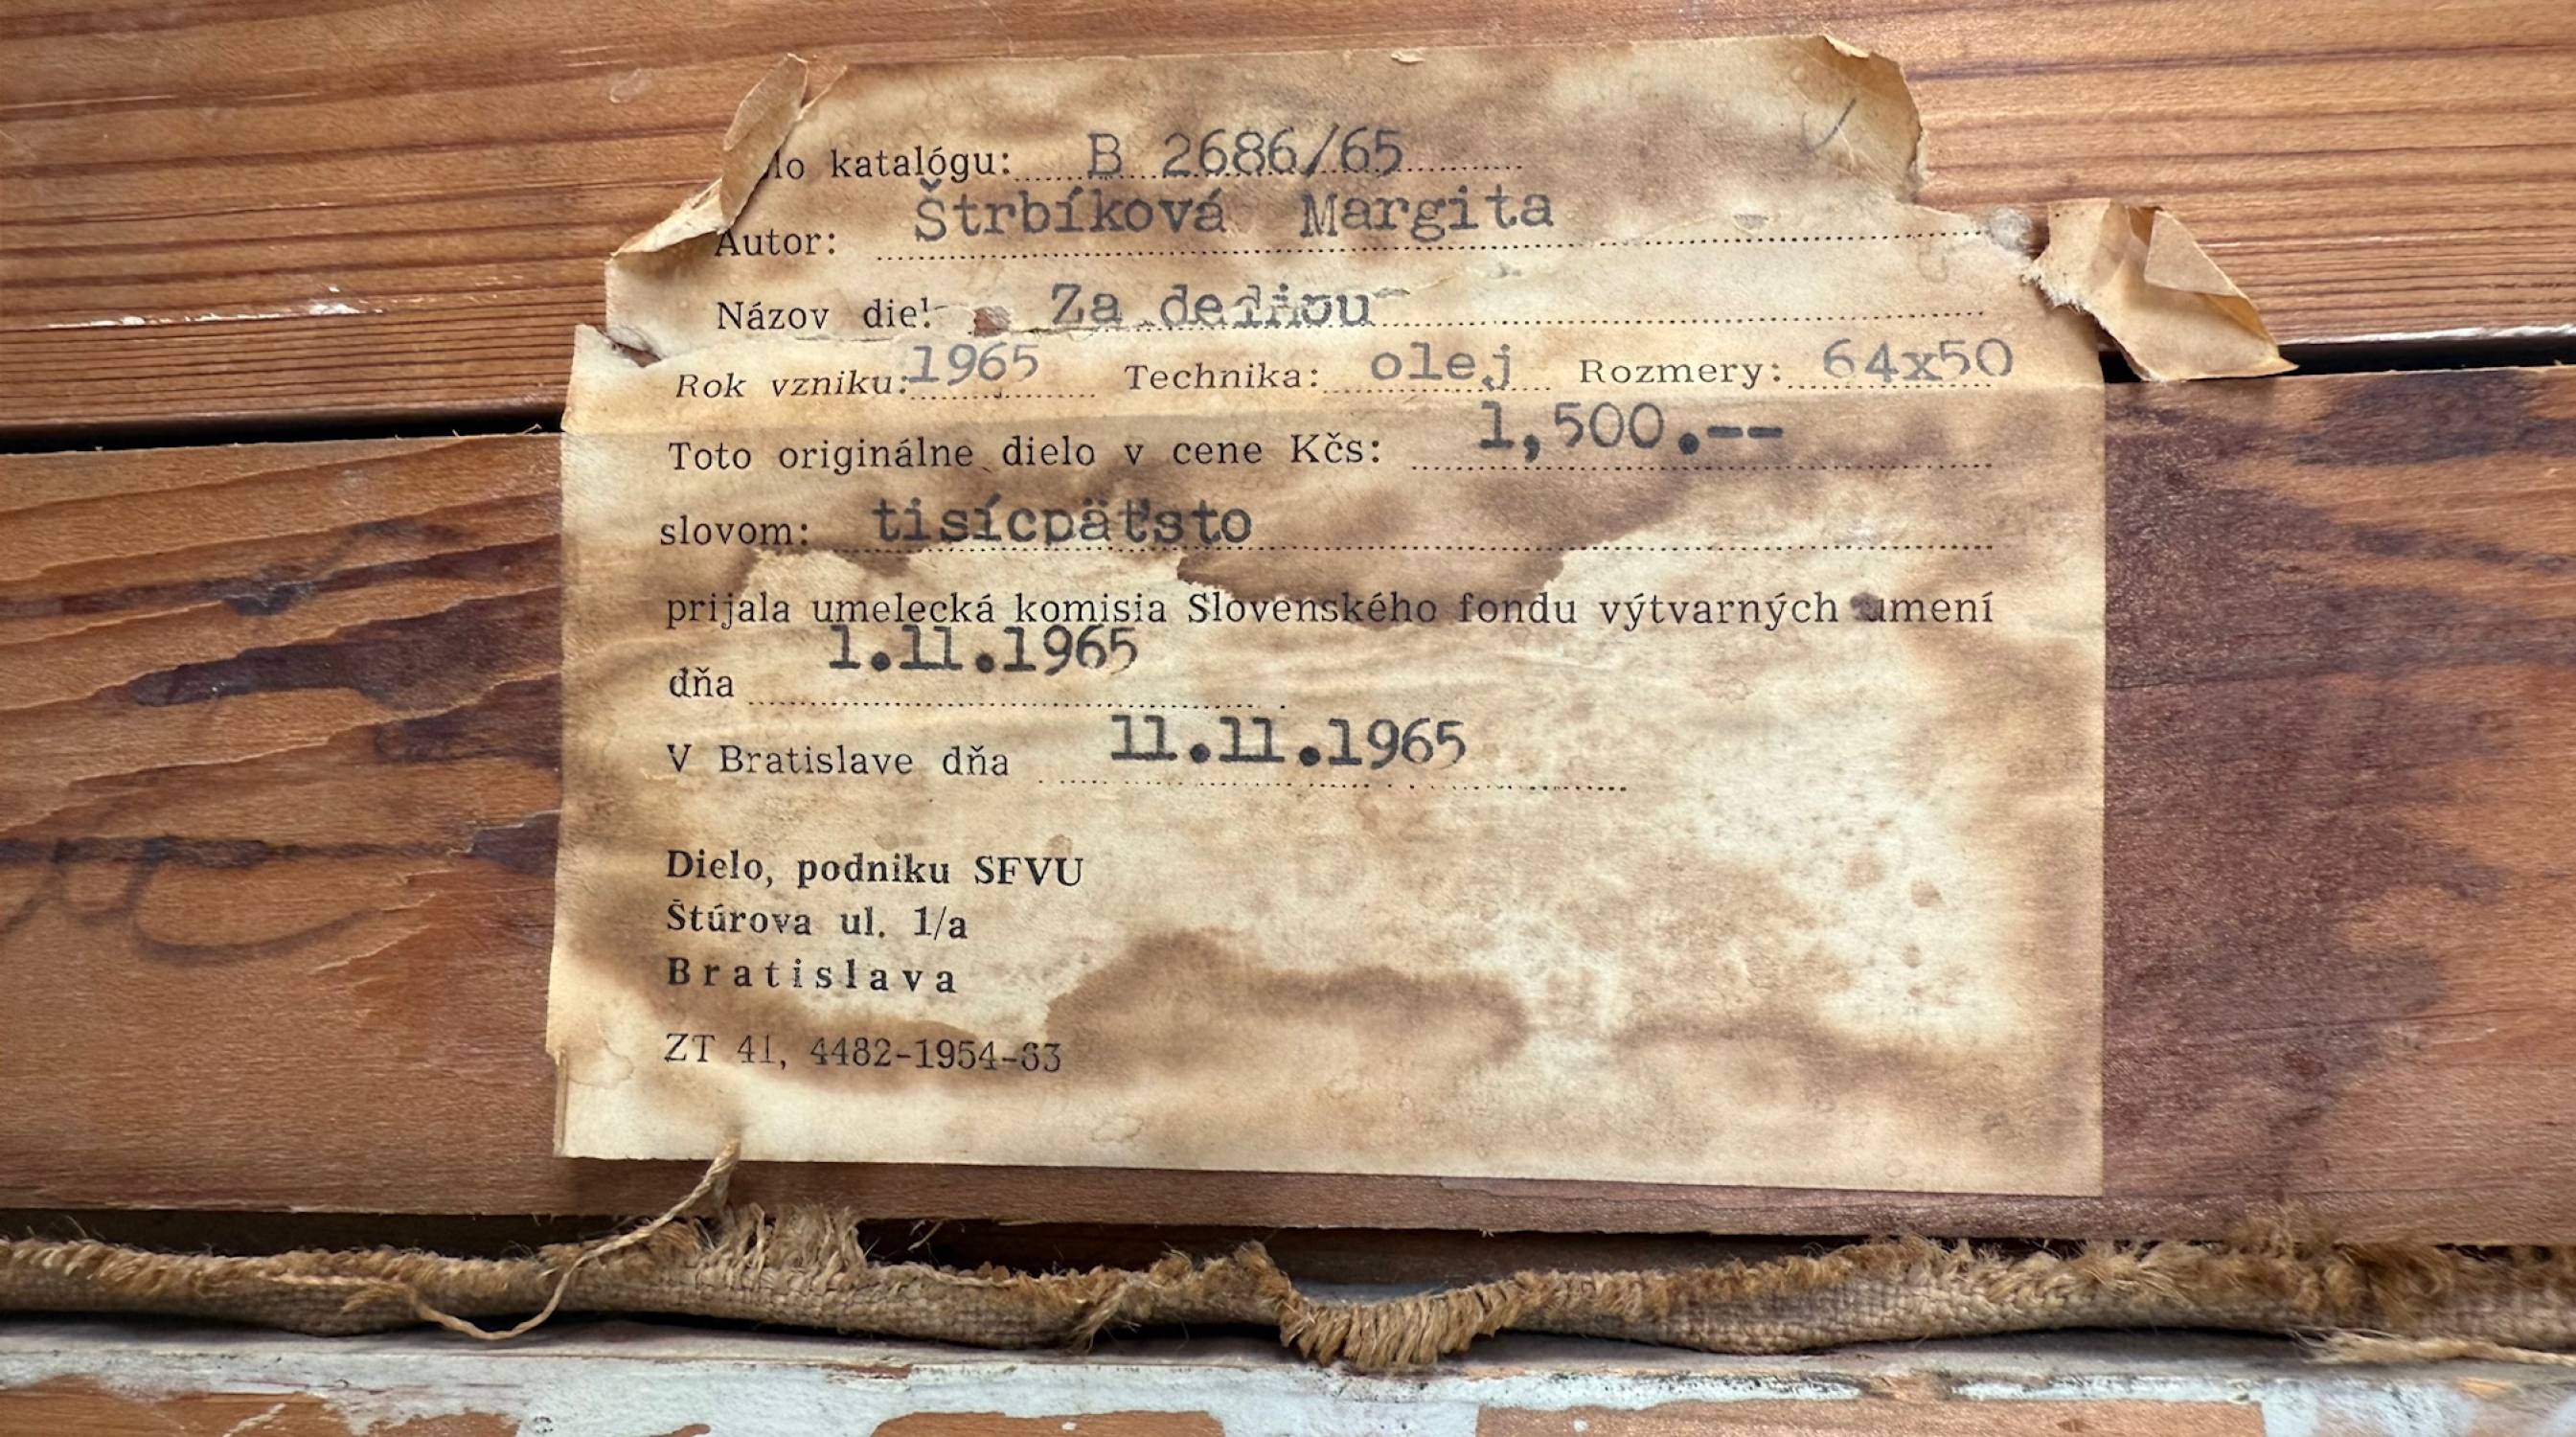 lo katalógu: B 2686/65
Autor: Štrbíková Margita
Názov diel Za dedinou
Rok vzniku: 1965 Technika: olej Rozmery: 64x50
Toto originálne dielo v cene Kčs: 1,500.--
slovom: tisícpäťsto
prijala umelecká komisia Slovenského fondu výtvarných umení
dňa 1.11.1965
V Bratislave dňa 11.11.1965
Dielo, podniku SFVU
Štúrova ul. 1/a
Bratislava
ZT 41, 4482-1954-63